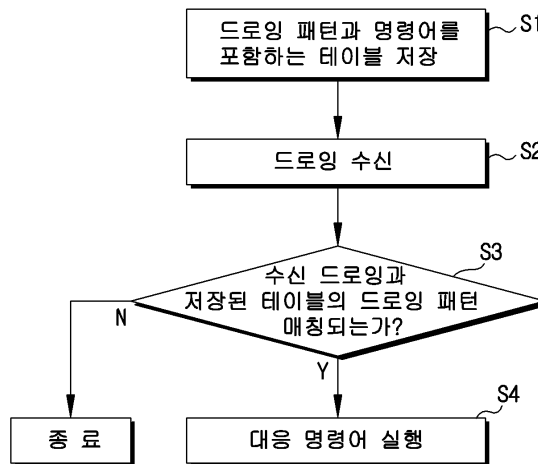 드로잉 패턴과 명령어를
포함하는 테이블 저장
S1
드로잉 수신
S2
S3
수신 드로잉과
저장된 테이블의 드로잉 패턴
매칭되는가?
N
Y
S4
종 료
대응 명령어 실행